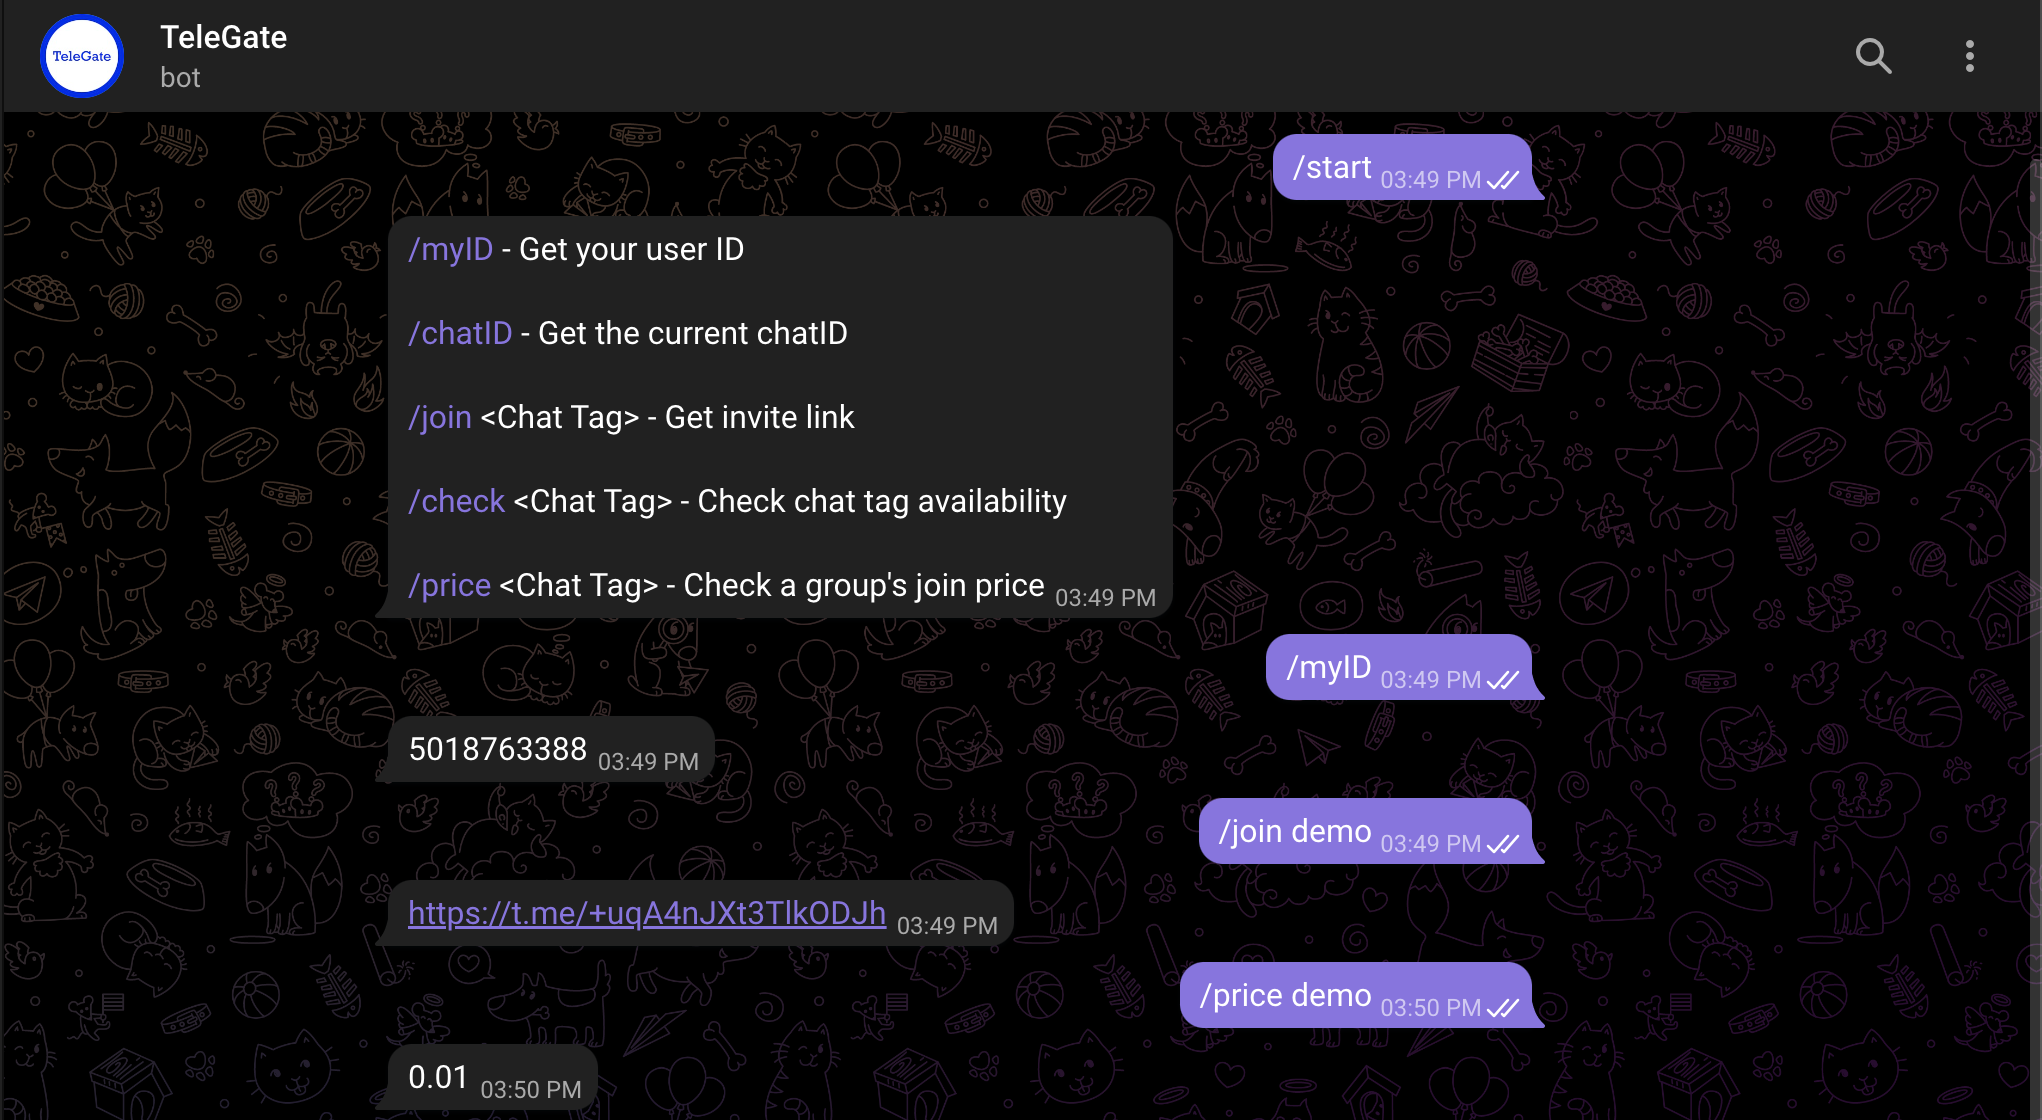 TeleGate
TeleGate
bot
/start 03:49 PM
/myID - Get your user ID
/chatID - Get the current chatID
/join <Chat Tag> - Get invite link
/check <Chat Tag> - Check chat tag availability
/price <Chat Tag> - Check a group's join price 03:49 PM
/myID 03:49 PM
5018763388 03:49 PM
/join demo 03:49 PM
https://t.me/+uqA4nJXt3TlkODJh 03:49 PM
/price demo 03:50 PM
0.01 03:50 PM